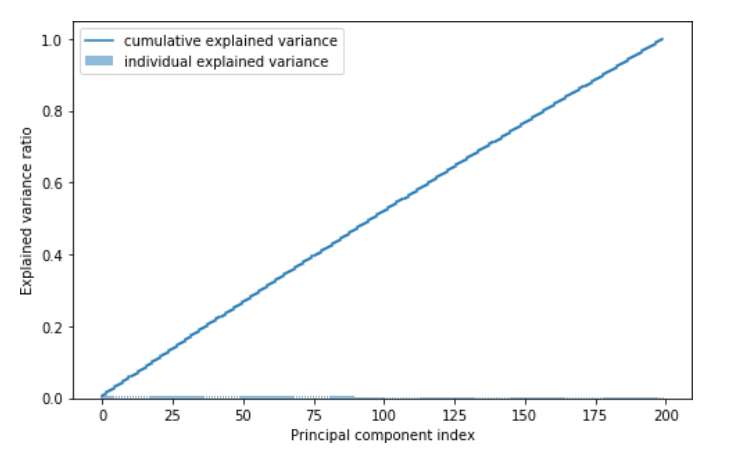 cumulative explained variance
individual explained variance
1.0
0.8
0.6
0.4
0.2
0.0
Explained variance ratio
0 25 50 75 100 125 150 175 200
Principal component index